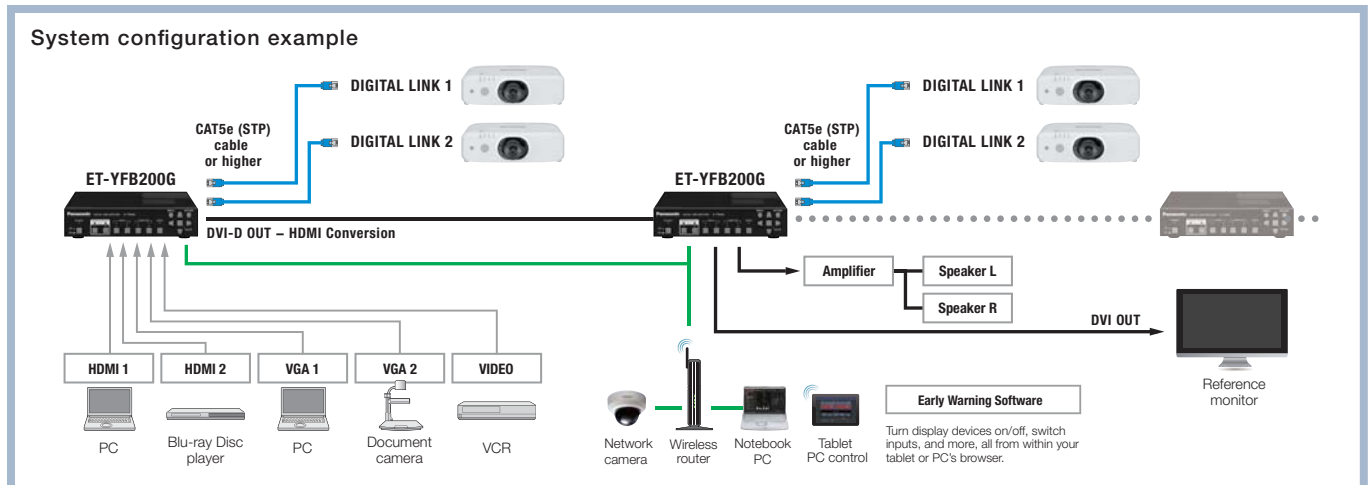 System configuration example
DIGITAL LINK 1
DIGITAL LINK 2
CAT5e (STP)
cable
or higher
ET-YFB200G
DVI-D OUT – HDMI Conversion
DIGITAL LINK 1
DIGITAL LINK 2
CAT5e (STP)
cable
or higher
ET-YFB200G
Panasonic
Panasonic
Amplifier
Speaker L
Speaker R
DVI OUT
Reference
monitor
HDMI 1
HDMI 2
VGA 1
VGA 2
VIDEO
PC
Blu-ray Disc
player
PC
Document
camera
VCR
Network
camera
Wireless
router
Notebook
PC
Tablet
PC control
Early Warning Software
Turn display devices on/off, switch
inputs, and more, all from within your
tablet or PC's browser.